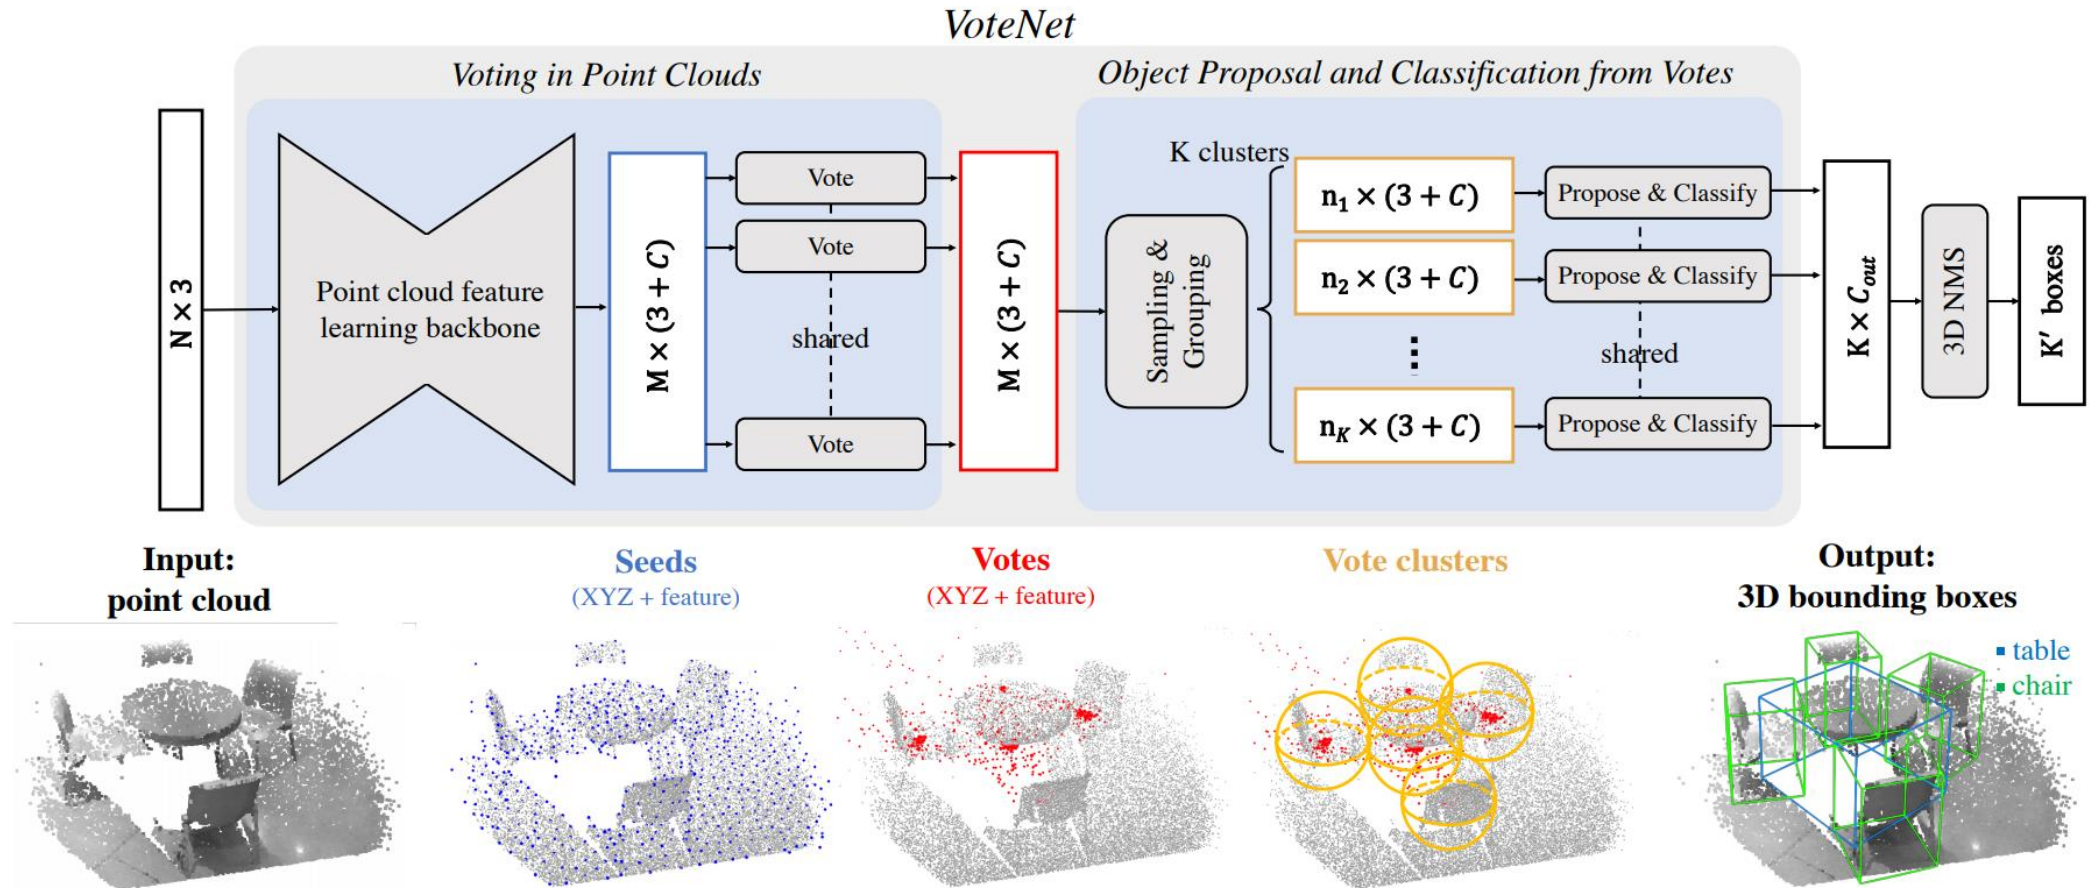 VoteNet
Voting in Point Clouds
Object Proposal and Classification from Votes
N × 3
Point cloud feature
learning backbone
M × (3 + C)
Vote
Vote
shared
Vote
M × (3 + C)
Sampling &
Grouping
K clusters
n₁ × (3 + C)
n₂ × (3 + C)
n_K × (3 + C)
Propose & Classify
Propose & Classify
shared
Propose & Classify
K × C_out
3D NMS
K′ boxes
Input:
point cloud
Seeds
(XYZ + feature)
Votes
(XYZ + feature)
Vote clusters
Output:
3D bounding boxes
table
chair